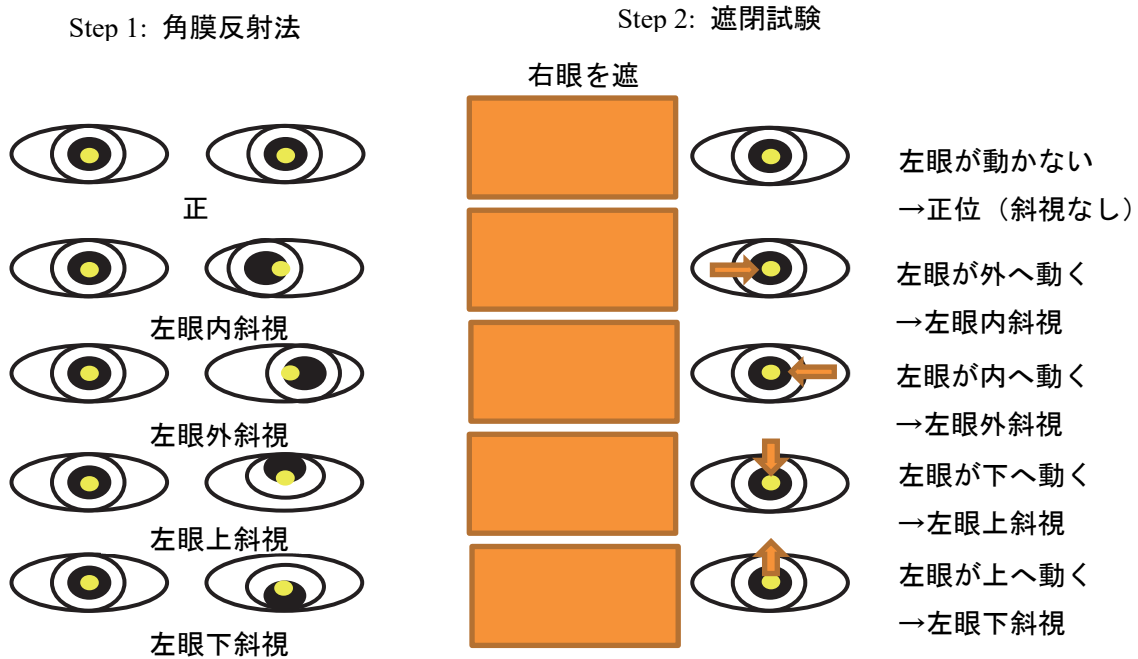 Step 1: 角膜反射法
Step 2: 遮閉試験
右眼を遮
正
左眼が動かない
→正位（斜視なし）
左眼内斜視
左眼が外へ動く
→左眼内斜視
左眼外斜視
左眼が内へ動く
→左眼外斜視
左眼上斜視
左眼が下へ動く
→左眼上斜視
左眼下斜視
左眼が上へ動く
→左眼下斜視